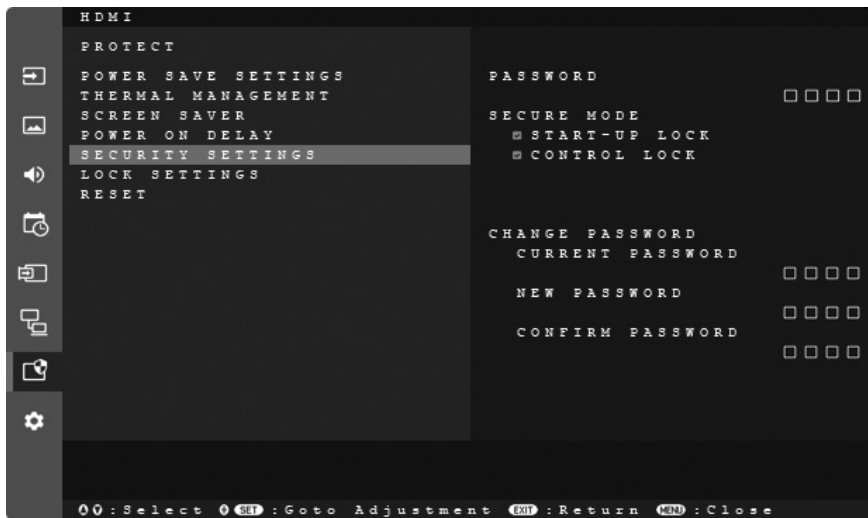 HDMI
PROTECT
POWER SAVE SETTINGS
THERMAL MANAGEMENT
SCREEN SAVER
POWER ON DELAY
SECURITY SETTINGS
LOCK SETTINGS
RESET
PASSWORD
SECURE MODE
START-UP LOCK
CONTROL LOCK
CHANGE PASSWORD
CURRENT PASSWORD
NEW PASSWORD
CONFIRM PASSWORD
:Select SET :Goto Adjustment EXIT :Return MENU :Close